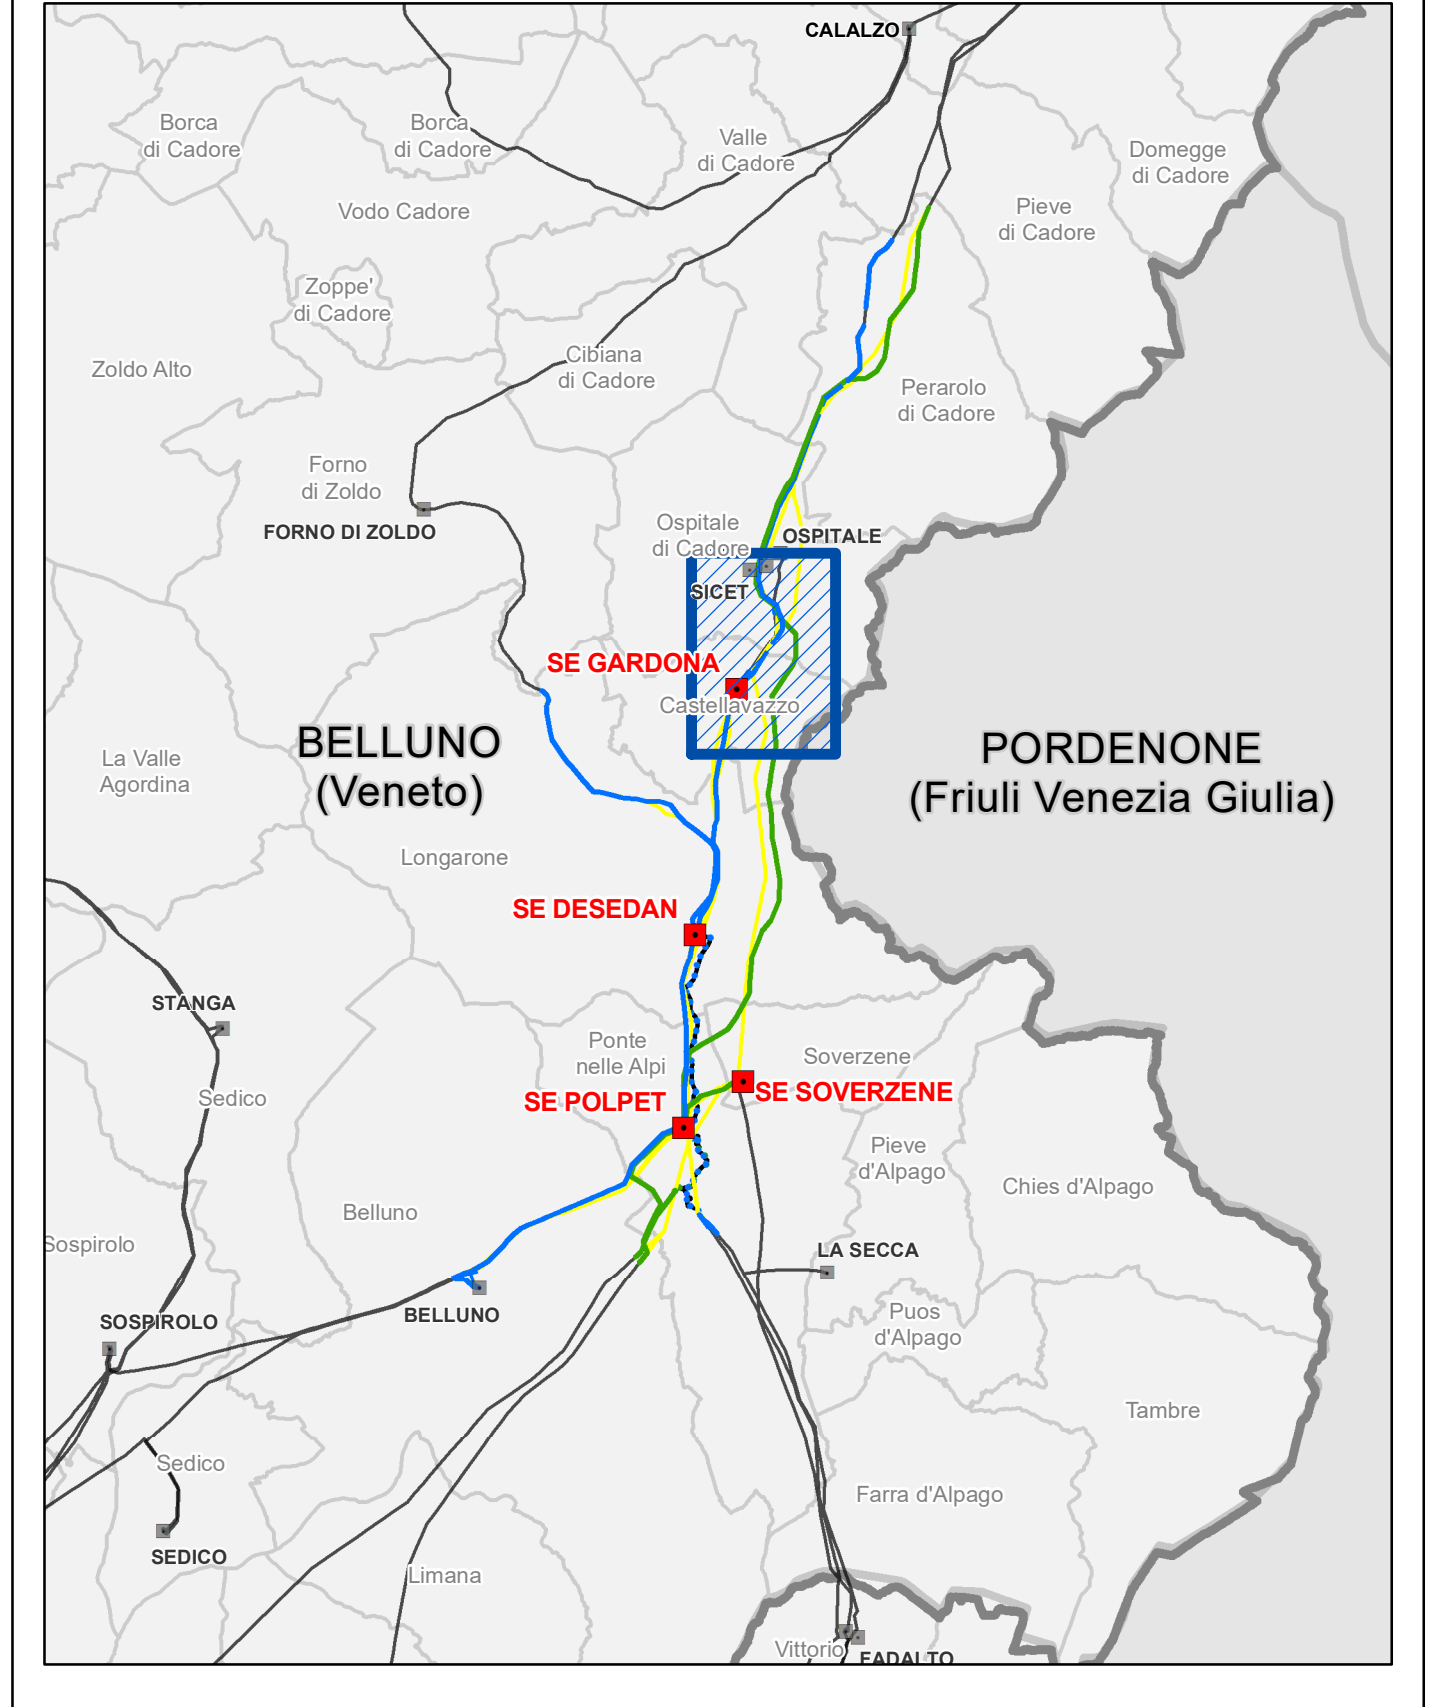 CALALZO
Borca
di Cadore
Borca
di Cadore
Valle
di Cadore
Domegge
di Cadore
Vodo Cadore
Pieve
di Cadore
Zoppe'
di Cadore
Zoldo Alto
Cibiana
di Cadore
Perarolo
di Cadore
Forno
di Zoldo
FORNO DI ZOLDO
Ospitale
di Cadore
OSPITALE
SICET
SE GARDONA
Castellavazzo
BELLUNO
(Veneto)
PORDENONE
(Friuli Venezia Giulia)
La Valle
Agordina
Longarone
SE DESEDAN
STANGA
Ponte
nelle Alpi
Soverzene
SE POLPET
SE SOVERZENE
Sedico
Pieve
d'Alpago
Chies d'Alpago
Belluno
Sospirolo
LA SECCA
BELLUNO
SOSPIROLO
Puos
d'Alpago
Tambre
Sedico
Farra d'Alpago
SEDICO
Limana
Vittorio
FADALTO